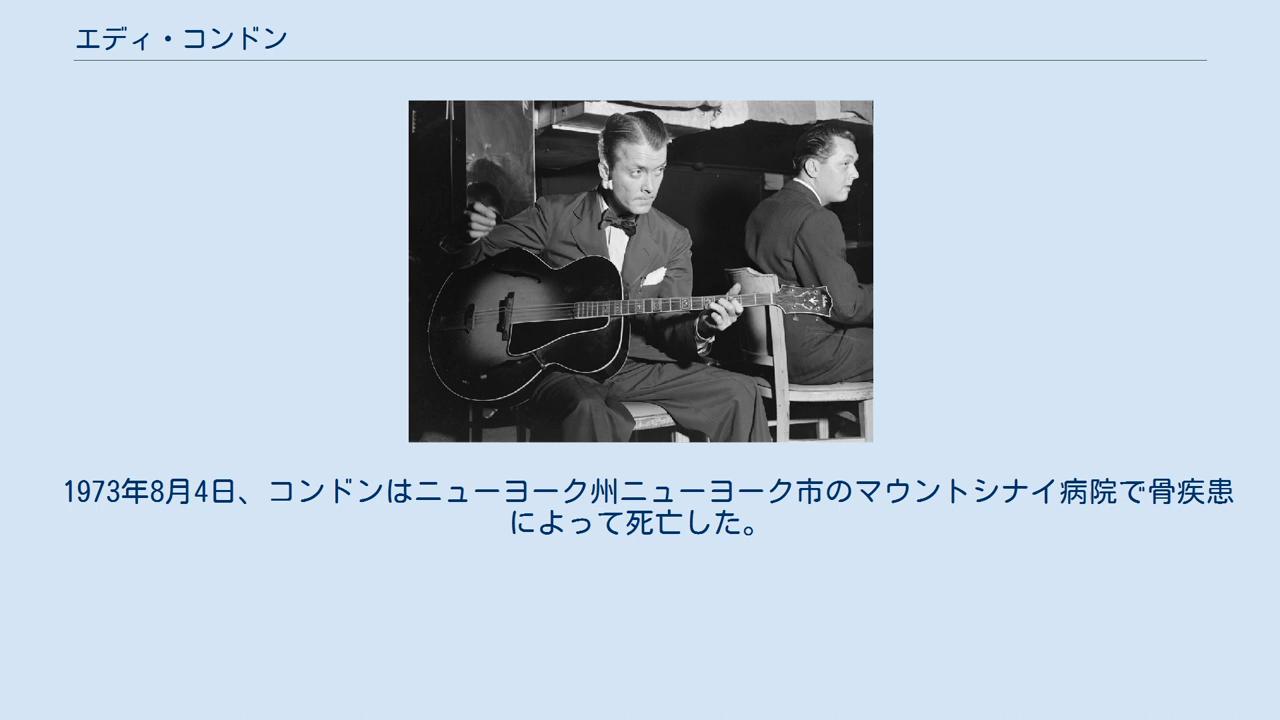 エディ・コンドン
1973年8月4日、コンドンはニューヨーク州ニューヨーク市のマウントシナイ病院で骨疾患
によって死亡した。